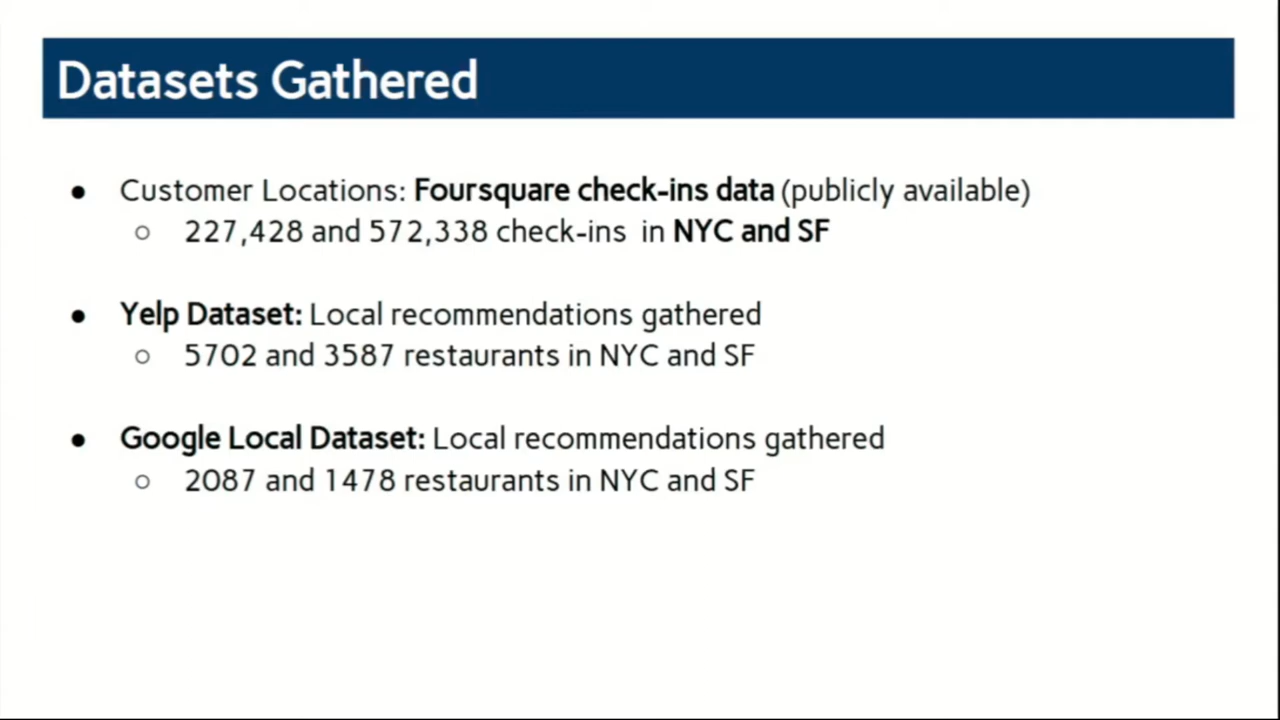 Datasets Gathered
● Customer Locations: Foursquare check-ins data (publicly available)
○ 227,428 and 572,338 check-ins in NYC and SF
● Yelp Dataset: Local recommendations gathered
○ 5702 and 3587 restaurants in NYC and SF
● Google Local Dataset: Local recommendations gathered
○ 2087 and 1478 restaurants in NYC and SF